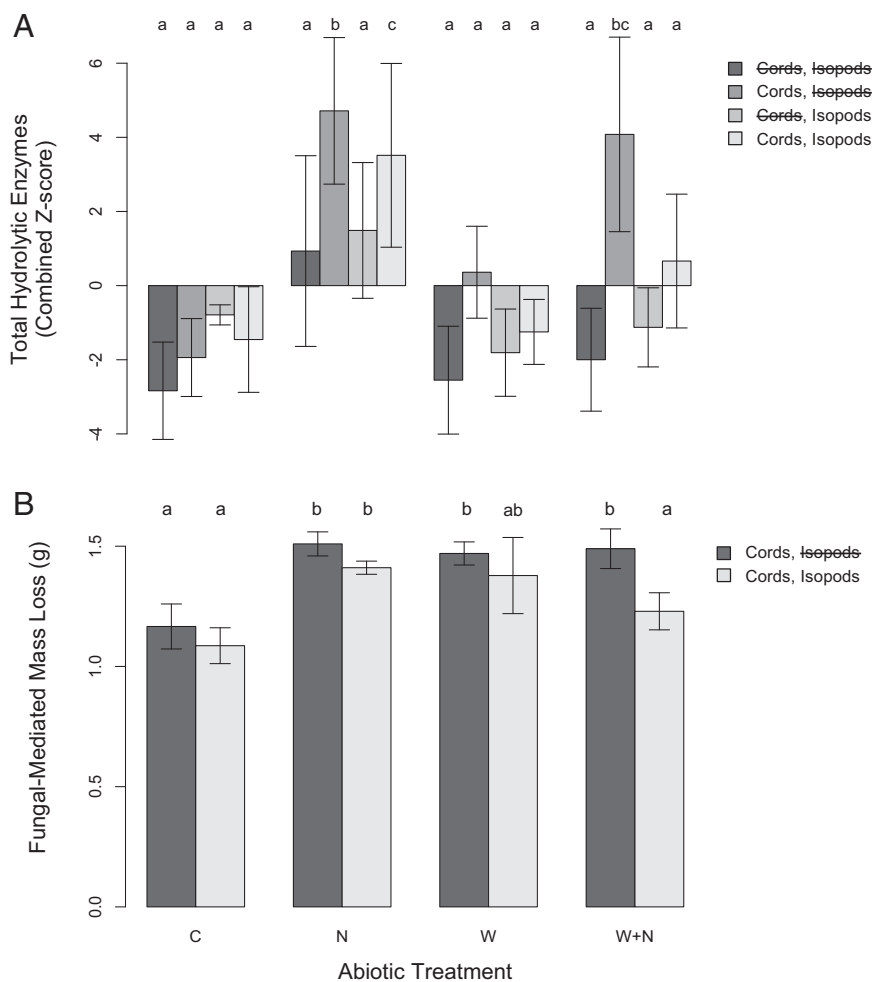 A
a a a a a b a c a a a a a bc a a
Total Hydrolytic Enzymes
(Combined Z-score)
6
4
2
0
-2
-4
Cords, Isopods
Cords, Isopods
Cords, Isopods
Cords, Isopods
B
a a b b b ab b a
Fungal-Mediated Mass Loss (g)
1.5
1.0
0.5
0.0
Cords, Isopods
Cords, Isopods
C N W W+N
Abiotic Treatment